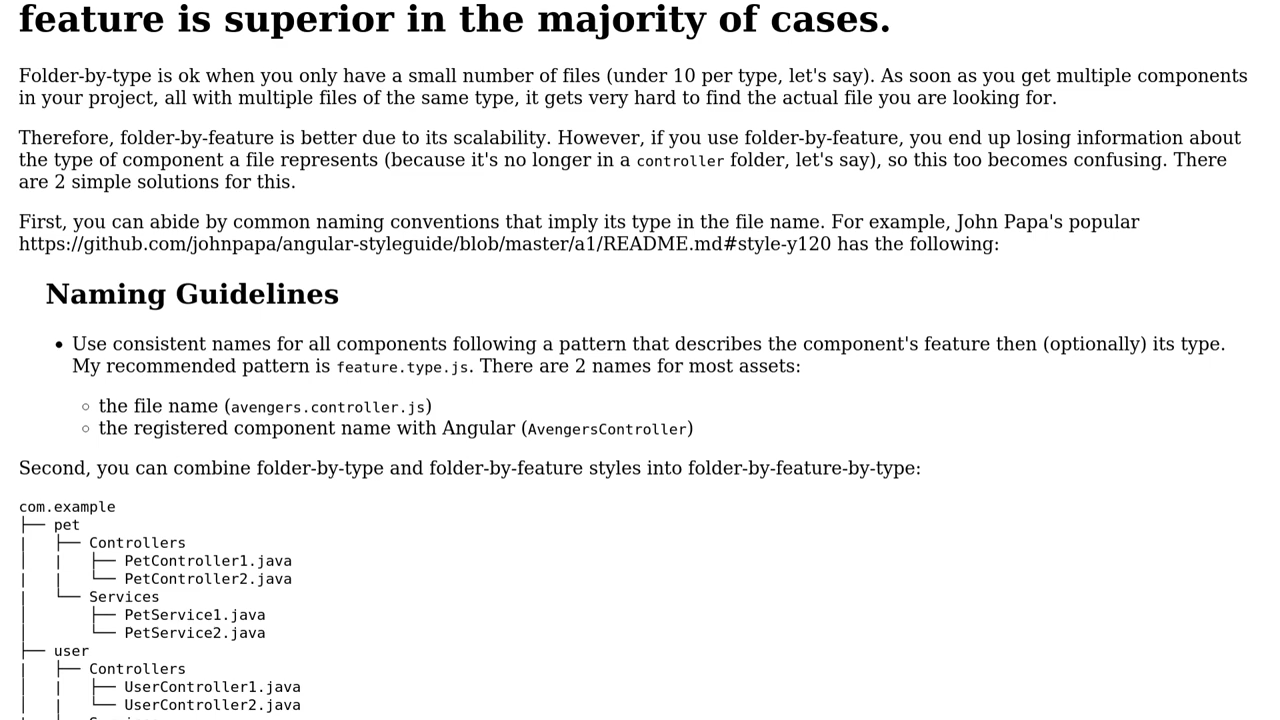 feature is superior in the majority of cases.
Folder-by-type is ok when you only have a small number of files (under 10 per type, let's say). As soon as you get multiple components
in your project, all with multiple files of the same type, it gets very hard to find the actual file you are looking for.
Therefore, folder-by-feature is better due to its scalability. However, if you use folder-by-feature, you end up losing information about
the type of component a file represents (because it's no longer in a controller folder, let's say), so this too becomes confusing. There
are 2 simple solutions for this.
First, you can abide by common naming conventions that imply its type in the file name. For example, John Papa's popular
https://github.com/johnpapa/angular-styleguide/blob/master/a1/README.md#style-y120 has the following:
Naming Guidelines
• Use consistent names for all components following a pattern that describes the component's feature then (optionally) its type.
My recommended pattern is feature.type.js. There are 2 names for most assets:
◦ the file name (avengers.controller.js)
◦ the registered component name with Angular (AvengersController)
Second, you can combine folder-by-type and folder-by-feature styles into folder-by-feature-by-type:
com.example
├── pet
|   ├── Controllers
|   |   ├── PetController1.java
|   |   └── PetController2.java
|   └── Services
|       ├── PetService1.java
|       └── PetService2.java
├── user
|   ├── Controllers
|   |   ├── UserController1.java
|   |   └── UserController2.java